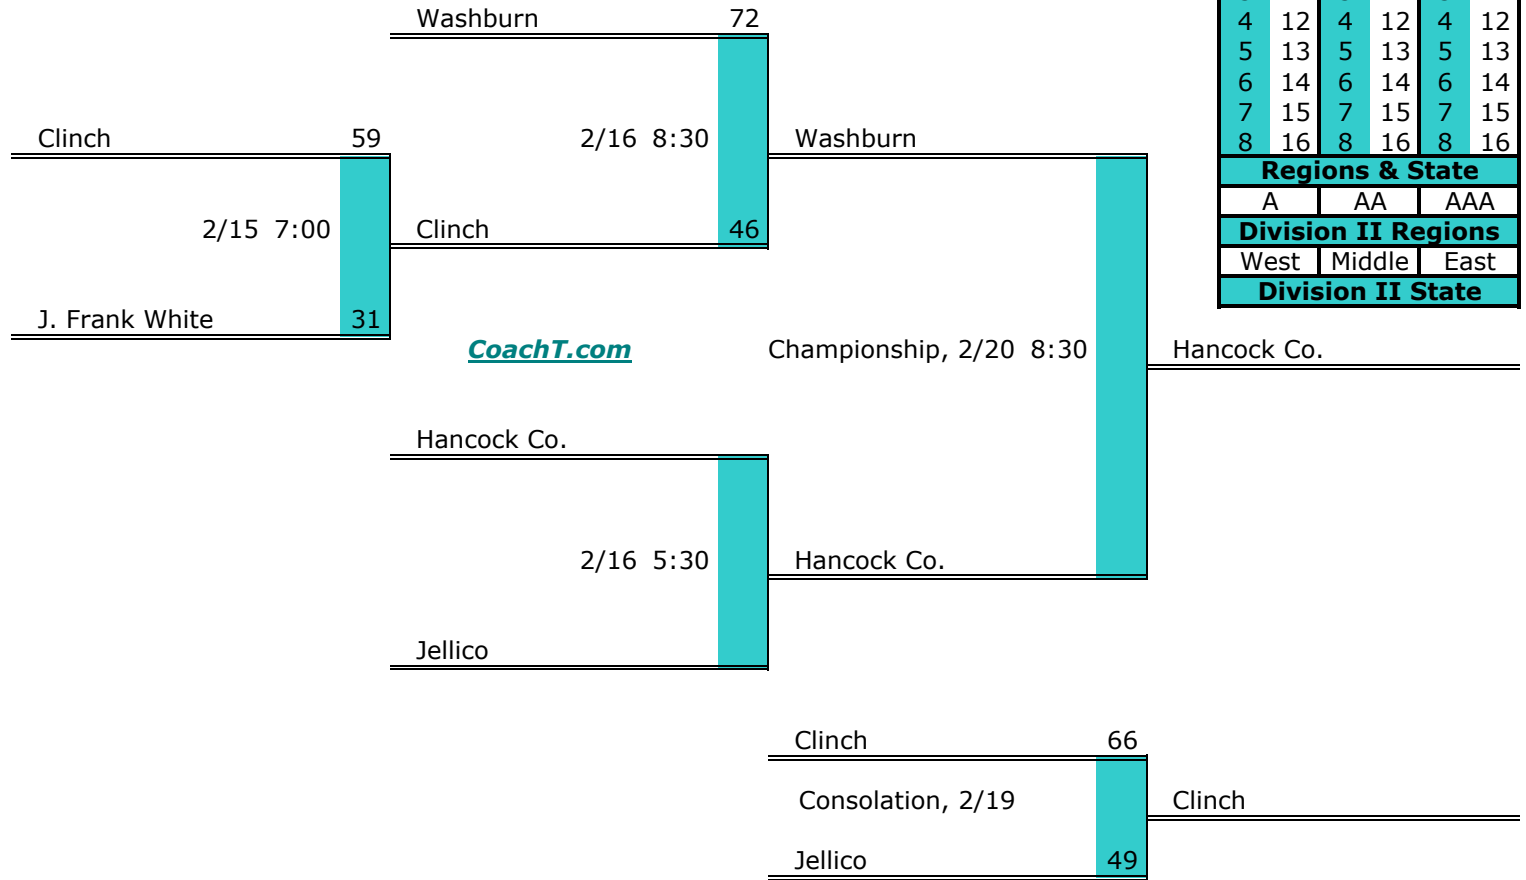 Washburn 72
4 12 4 12 4 12
5 13 5 13 5 13
6 14 6 14 6 14
7 15 7 15 7 15
Clinch 59 2/16 8:30 Washburn
8 16 8 16 8 16
Regions & State
A AA AAA
2/15 7:00 Clinch 46
Division II Regions
West Middle East
Division II State
J. Frank White 31
CoachT.com Championship, 2/20 8:30 Hancock Co.
Hancock Co.
2/16 5:30 Hancock Co.
Jellico
Clinch 66
Consolation, 2/19 Clinch
Jellico 49